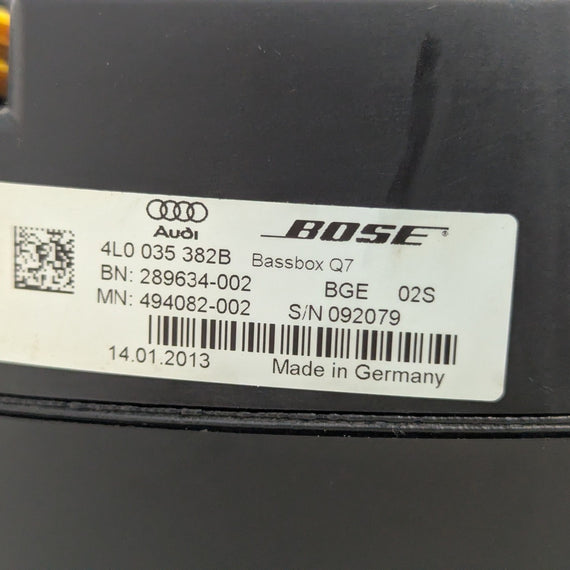 Audi BOSE®
4L0 035 382B Bassbox Q7
BN: 289634-002 BGE 02S
MN: 494082-002 S/N 092079
14.01.2013 Made in Germany